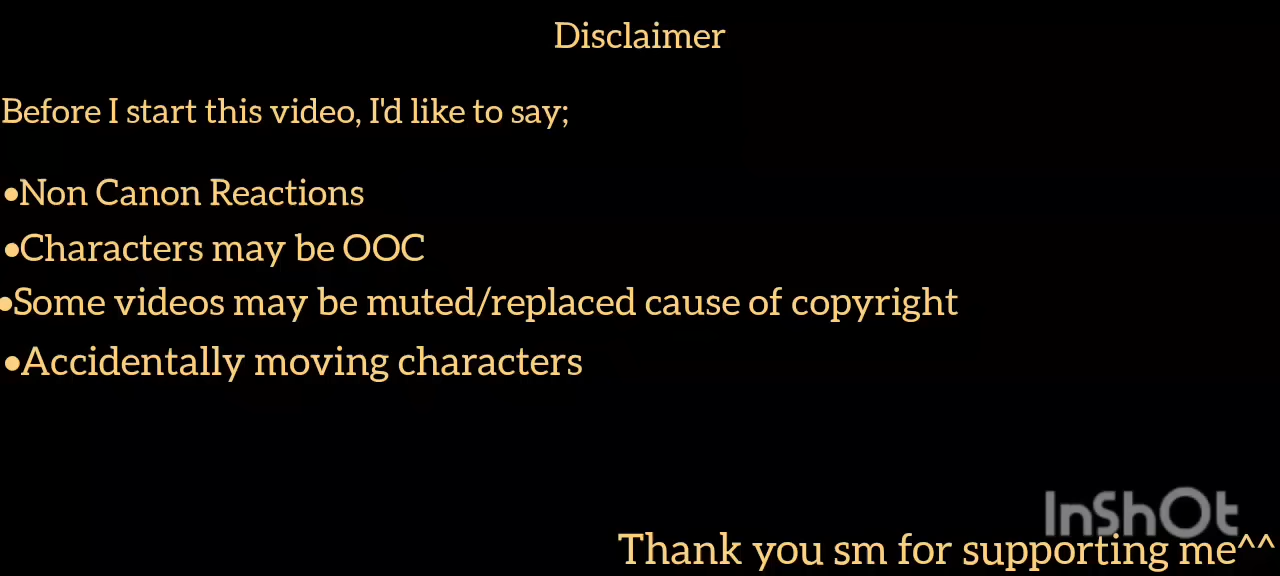 Disclaimer
Before I start this video, I'd like to say;
•Non Canon Reactions
•Characters may be OOC
•Some videos may be muted/replaced cause of copyright
•Accidentally moving characters
InShOt
Thank you sm for supporting me^^